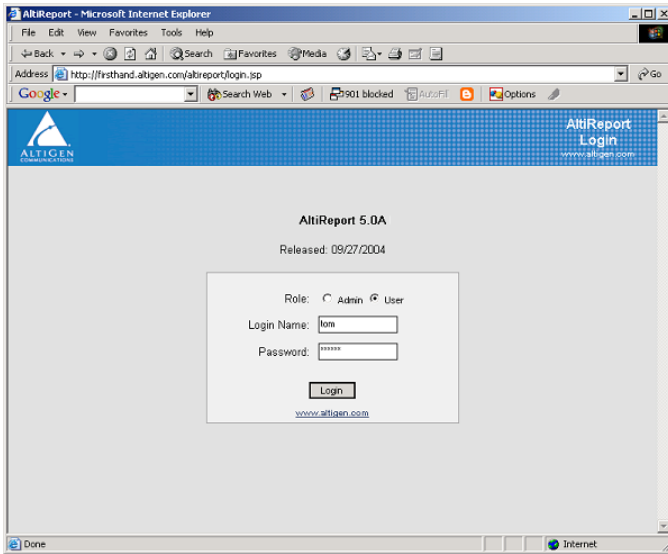 AltiReport - Microsoft Internet Explorer
File Edit View Favorites Tools Help
Back Search Favorites Media
Address http://firsthand.altigen.com/altireport/login.jsp Go
Google Search Web 901 blocked AutoFill Options
ALTIGEN
COMMUNICATIONS
AltiReport
Login
www.altigen.com
AltiReport 5.0A
Released: 09/27/2004
Role: Admin User
Login Name: tom
Password: ******
Login
www.altigen.com
Done Internet